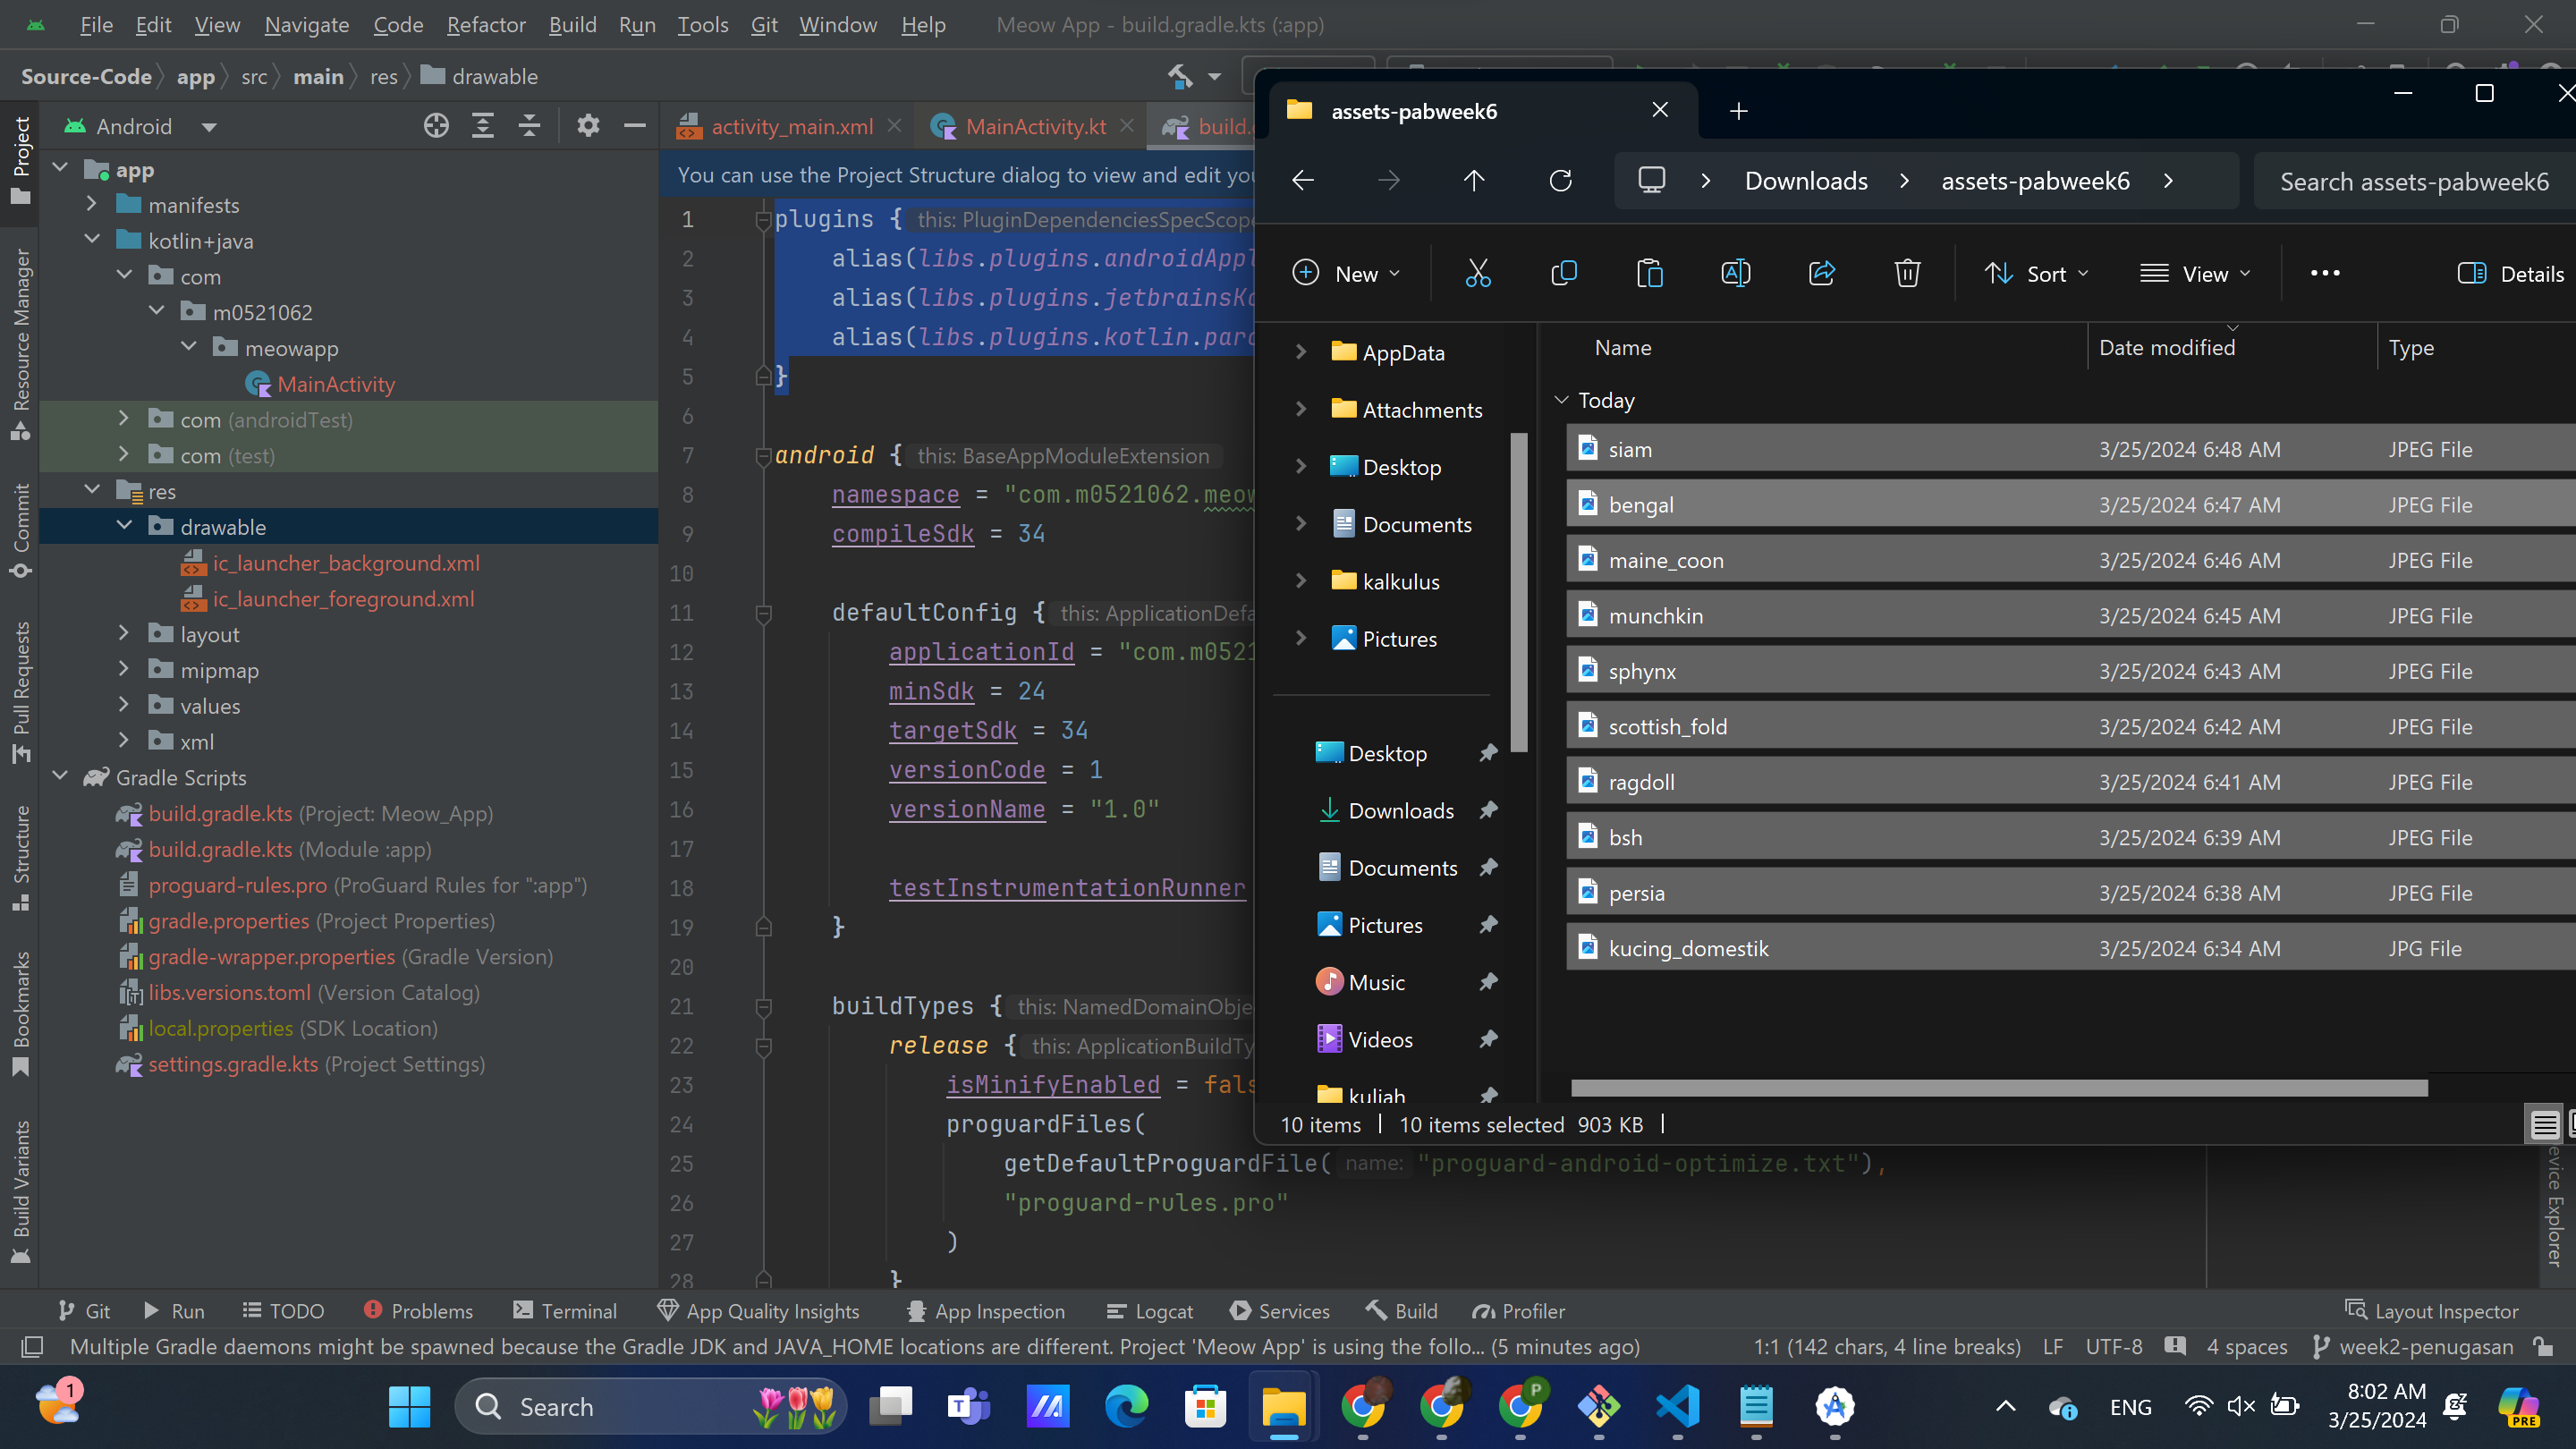 File Edit View Navigate Code Refactor Build Run Tools Git Window Help Meow App - build.gradle.kts (:app)
Source-Code app src main res drawable
Android
activity_main.xml
MainActivity.kt
build.
You can use the Project Structure dialog to view and edit you
Project
Resource Manager
Commit
Pull Requests
Structure
Bookmarks
Build Variants
app
manifests
kotlin+java
com
m0521062
meowapp
MainActivity
com (androidTest)
com (test)
res
drawable
ic_launcher_background.xml
ic_launcher_foreground.xml
layout
mipmap
values
xml
Gradle Scripts
build.gradle.kts (Project: Meow_App)
build.gradle.kts (Module :app)
proguard-rules.pro (ProGuard Rules for ":app")
gradle.properties (Project Properties)
gradle-wrapper.properties (Gradle Version)
libs.versions.toml (Version Catalog)
local.properties (SDK Location)
settings.gradle.kts (Project Settings)
1 plugins { this: PluginDependenciesSpecScope
2 alias(libs.plugins.androidAppl
3 alias(libs.plugins.jetbrainsKo
4 alias(libs.plugins.kotlin.parc
5 }
6
7 android { this: BaseAppModuleExtension
8 namespace = "com.m0521062.meow
9 compileSdk = 34
10
11 defaultConfig { this: ApplicationDefa
12 applicationId = "com.m0521
13 minSdk = 24
14 targetSdk = 34
15 versionCode = 1
16 versionName = "1.0"
17
18 testInstrumentationRunner
19 }
20
21 buildTypes { this: NamedDomainObje
22 release { this: ApplicationBuildTy
23 isMinifyEnabled = fals
24 proguardFiles(
25 getDefaultProguardFile( name: "proguard-android-optimize.txt"),
26 "proguard-rules.pro"
27 )
28 }
assets-pabweek6
Downloads assets-pabweek6
Search assets-pabweek6
New Sort View Details
AppData
Attachments
Desktop
Documents
kalkulus
Pictures
Desktop
Downloads
Documents
Pictures
Music
Videos
kuliah
Name Date modified Type
Today
siam 3/25/2024 6:48 AM JPEG File
bengal 3/25/2024 6:47 AM JPEG File
maine_coon 3/25/2024 6:46 AM JPEG File
munchkin 3/25/2024 6:45 AM JPEG File
sphynx 3/25/2024 6:43 AM JPEG File
scottish_fold 3/25/2024 6:42 AM JPEG File
ragdoll 3/25/2024 6:41 AM JPEG File
bsh 3/25/2024 6:39 AM JPEG File
persia 3/25/2024 6:38 AM JPEG File
kucing_domestik 3/25/2024 6:34 AM JPG File
10 items 10 items selected 903 KB
evice Explorer
Git Run TODO Problems Terminal App Quality Insights App Inspection Logcat Services Build Profiler Layout Inspector
Multiple Gradle daemons might be spawned because the Gradle JDK and JAVA_HOME locations are different. Project 'Meow App' is using the follo... (5 minutes ago) 1:1 (142 chars, 4 line breaks) LF UTF-8 4 spaces week2-penugasan
1
Search
P
ENG
8:02 AM
3/25/2024
PRE